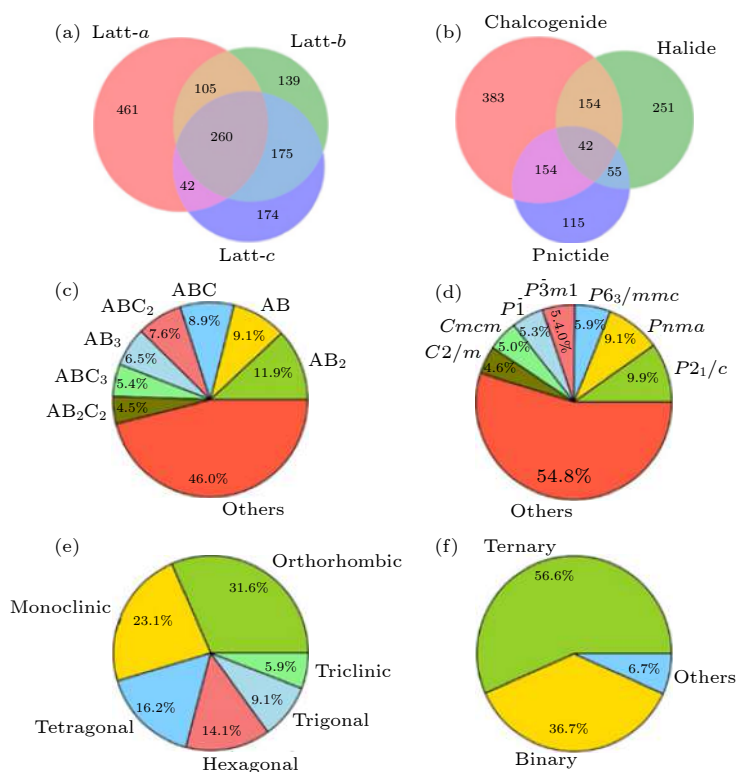 (a)
Latt-a
Latt-b
461
105
139
260
175
42
174
Latt-c
(b)
Chalcogenide
Halide
383
154
251
42
154
55
115
Pnictide
(c)
ABC
AB
ABC₂
AB₃
AB₂
ABC₃
AB₂C₂
8.9%
9.1%
7.6%
6.5%
11.9%
5.4%
4.5%
46.0%
Others
(d)
P3̄m1
P6₃/mmc
P1̄
Cmcm
Pnma
C2/m
P2₁/c
5.4.0%
5.9%
5.3%
9.1%
5.0%
4.6%
9.9%
54.8%
Others
(e)
Orthorhombic
31.6%
Monoclinic
23.1%
5.9%
Triclinic
9.1%
Trigonal
16.2%
Tetragonal
14.1%
Hexagonal
(f)
Ternary
56.6%
6.7%
Others
36.7%
Binary